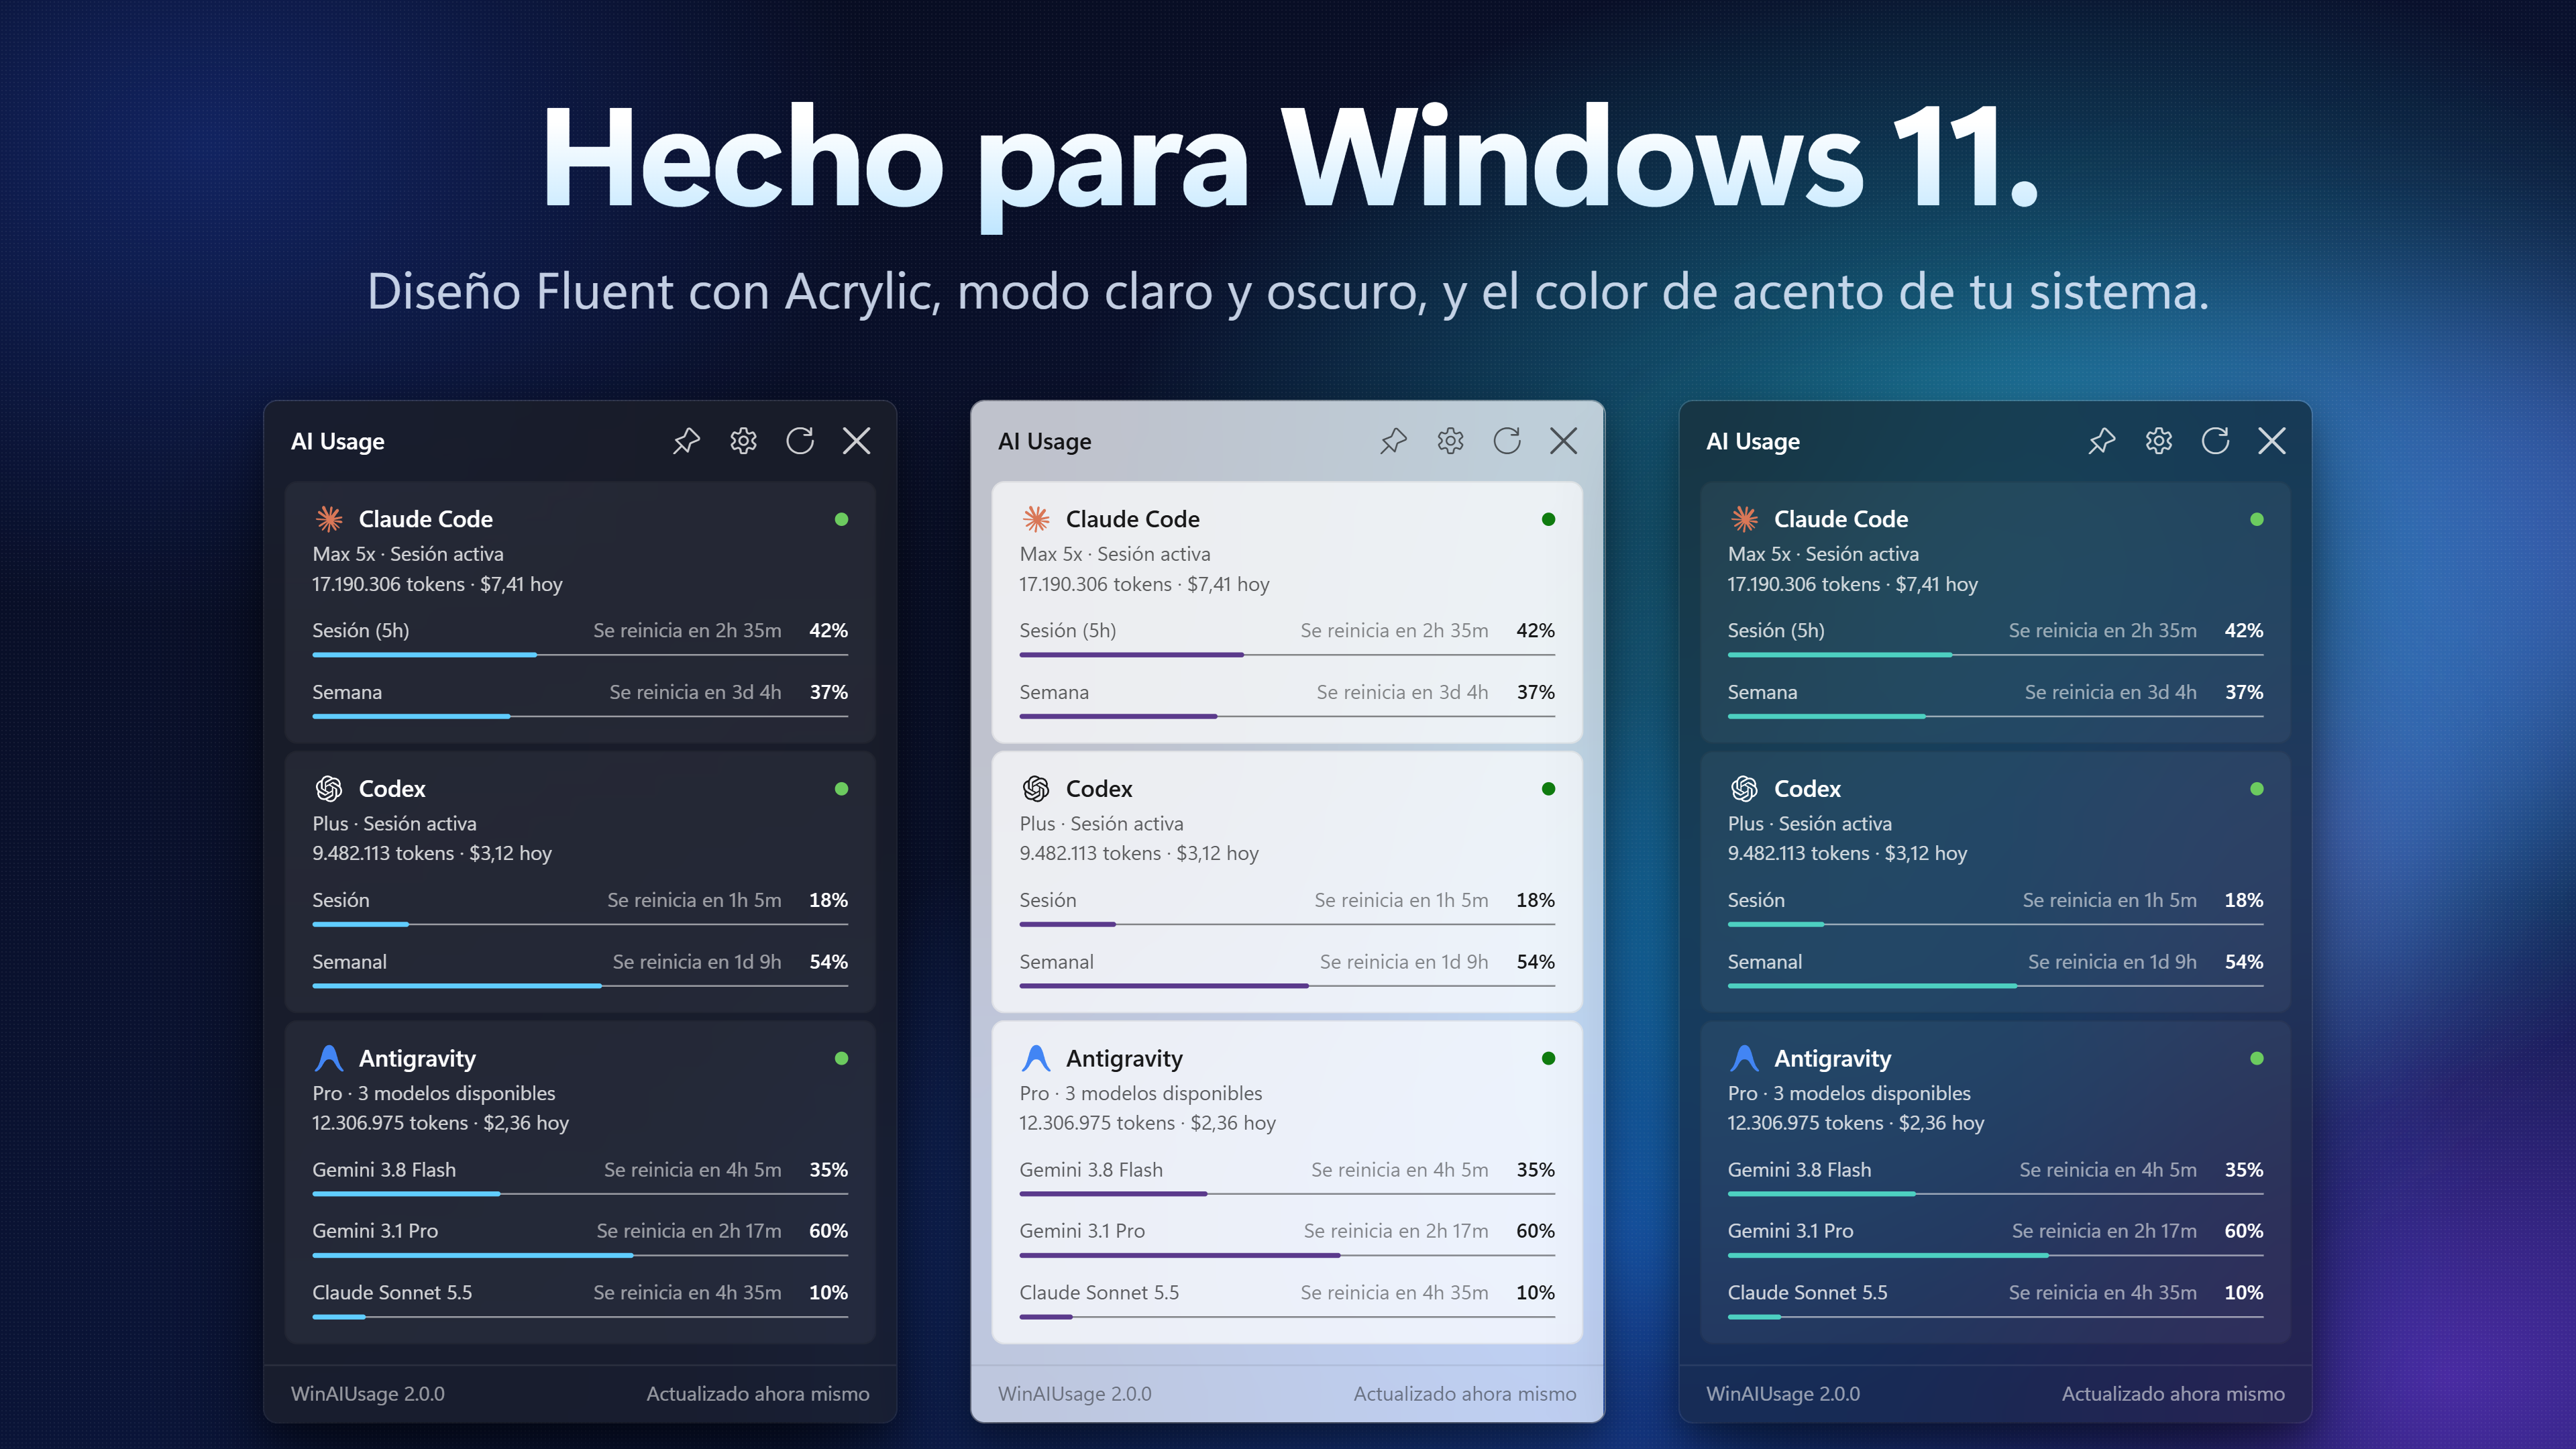 Hecho para Windows 11.
Diseño Fluent con Acrylic, modo claro y oscuro, y el color de acento de tu sistema.
AI Usage
Claude Code
Max 5x · Sesión activa
17.190.306 tokens · $7,41 hoy
Sesión (5h) Se reinicia en 2h 35m 42%
Semana Se reinicia en 3d 4h 37%
Codex
Plus · Sesión activa
9.482.113 tokens · $3,12 hoy
Sesión Se reinicia en 1h 5m 18%
Semanal Se reinicia en 1d 9h 54%
Antigravity
Pro · 3 modelos disponibles
12.306.975 tokens · $2,36 hoy
Gemini 3.8 Flash Se reinicia en 4h 5m 35%
Gemini 3.1 Pro Se reinicia en 2h 17m 60%
Claude Sonnet 5.5 Se reinicia en 4h 35m 10%
WinAIUsage 2.0.0 Actualizado ahora mismo
AI Usage
Claude Code
Max 5x · Sesión activa
17.190.306 tokens · $7,41 hoy
Sesión (5h) Se reinicia en 2h 35m 42%
Semana Se reinicia en 3d 4h 37%
Codex
Plus · Sesión activa
9.482.113 tokens · $3,12 hoy
Sesión Se reinicia en 1h 5m 18%
Semanal Se reinicia en 1d 9h 54%
Antigravity
Pro · 3 modelos disponibles
12.306.975 tokens · $2,36 hoy
Gemini 3.8 Flash Se reinicia en 4h 5m 35%
Gemini 3.1 Pro Se reinicia en 2h 17m 60%
Claude Sonnet 5.5 Se reinicia en 4h 35m 10%
WinAIUsage 2.0.0 Actualizado ahora mismo
AI Usage
Claude Code
Max 5x · Sesión activa
17.190.306 tokens · $7,41 hoy
Sesión (5h) Se reinicia en 2h 35m 42%
Semana Se reinicia en 3d 4h 37%
Codex
Plus · Sesión activa
9.482.113 tokens · $3,12 hoy
Sesión Se reinicia en 1h 5m 18%
Semanal Se reinicia en 1d 9h 54%
Antigravity
Pro · 3 modelos disponibles
12.306.975 tokens · $2,36 hoy
Gemini 3.8 Flash Se reinicia en 4h 5m 35%
Gemini 3.1 Pro Se reinicia en 2h 17m 60%
Claude Sonnet 5.5 Se reinicia en 4h 35m 10%
WinAIUsage 2.0.0 Actualizado ahora mismo